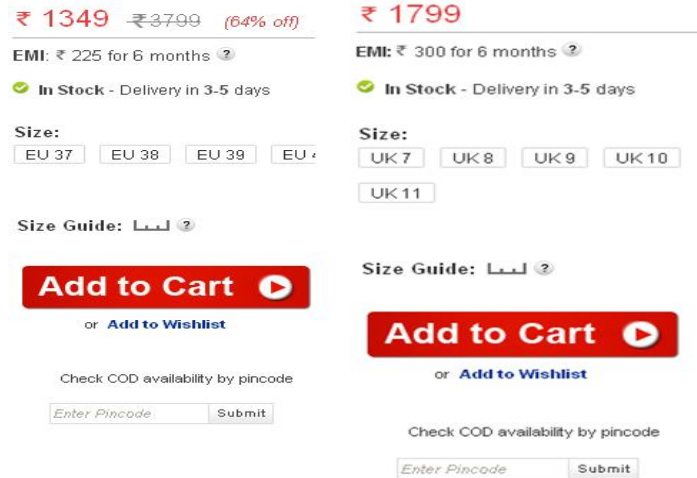 ₹ 1349 ₹3799 (64% off)
EMI: ₹ 225 for 6 months ?
In Stock - Delivery in 3-5 days
Size:
EU 37 EU 38 EU 39 EU
Size Guide: ?
Add to Cart
or Add to Wishlist
Check COD availability by pincode
Enter Pincode Submit
₹ 1799
EMI: ₹ 300 for 6 months ?
In Stock - Delivery in 3-5 days
Size:
UK 7 UK 8 UK 9 UK 10
UK 11
Size Guide: ?
Add to Cart
or Add to Wishlist
Check COD availability by pincode
Enter Pincode Submit